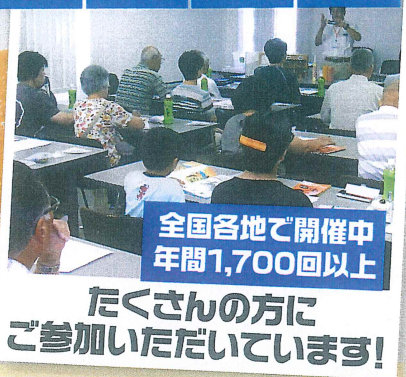 全国各地で開催中
年間1,700回以上
たくさんの方に
ご参加いただいています!